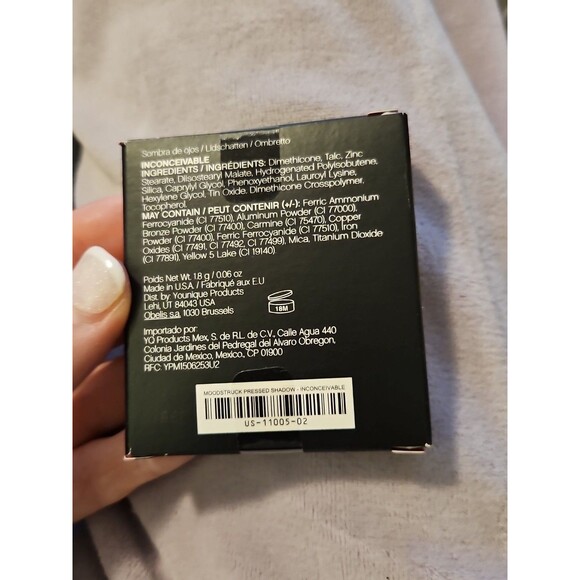 Sombra de ojos / Lidschatten / Ombretto
INCONCEIVABLE
INGREDIENTS / INGRÉDIENTS: Dimethicone, Talc, Zinc
Stearate, Diisostearyl Malate, Hydrogenated Polyisobutene,
Silica, Caprylyl Glycol, Phenoxyethanol, Lauroyl Lysine,
Hexylene Glycol, Tin Oxide, Dimethicone Crosspolymer,
Tocopherol.
MAY CONTAIN / PEUT CONTENIR (+/-): Ferric Ammonium
Ferrocyanide (CI 77510), Aluminum Powder (CI 77000),
Bronze Powder (CI 77400), Carmine (CI 75470), Copper
Powder (CI 77400), Ferric Ferrocyanide (CI 77510), Iron
Oxides (CI 77491, CI 77492, CI 77499), Mica, Titanium Dioxide
(CI 77891), Yellow 5 Lake (CI 19140)
Poids Net Wt. 1.8 g / 0.06 oz
Made in U.S.A. / Fabriqué aux É.U
Dist. by Younique Products
Lehi, UT 84043 USA
Obelis s.a 1030 Brussels
18M
Importado por:
YQ Products Mex, S. de R.L. de C.V., Calle Agua 440
Colonia Jardines del Pedregal del Alvaro Obregon,
Ciudad de Mexico, Mexico, CP 01900
RFC: YPM1506253U2
MOODSTRUCK PRESSED SHADOW - INCONCEIVABLE
US-11005-02